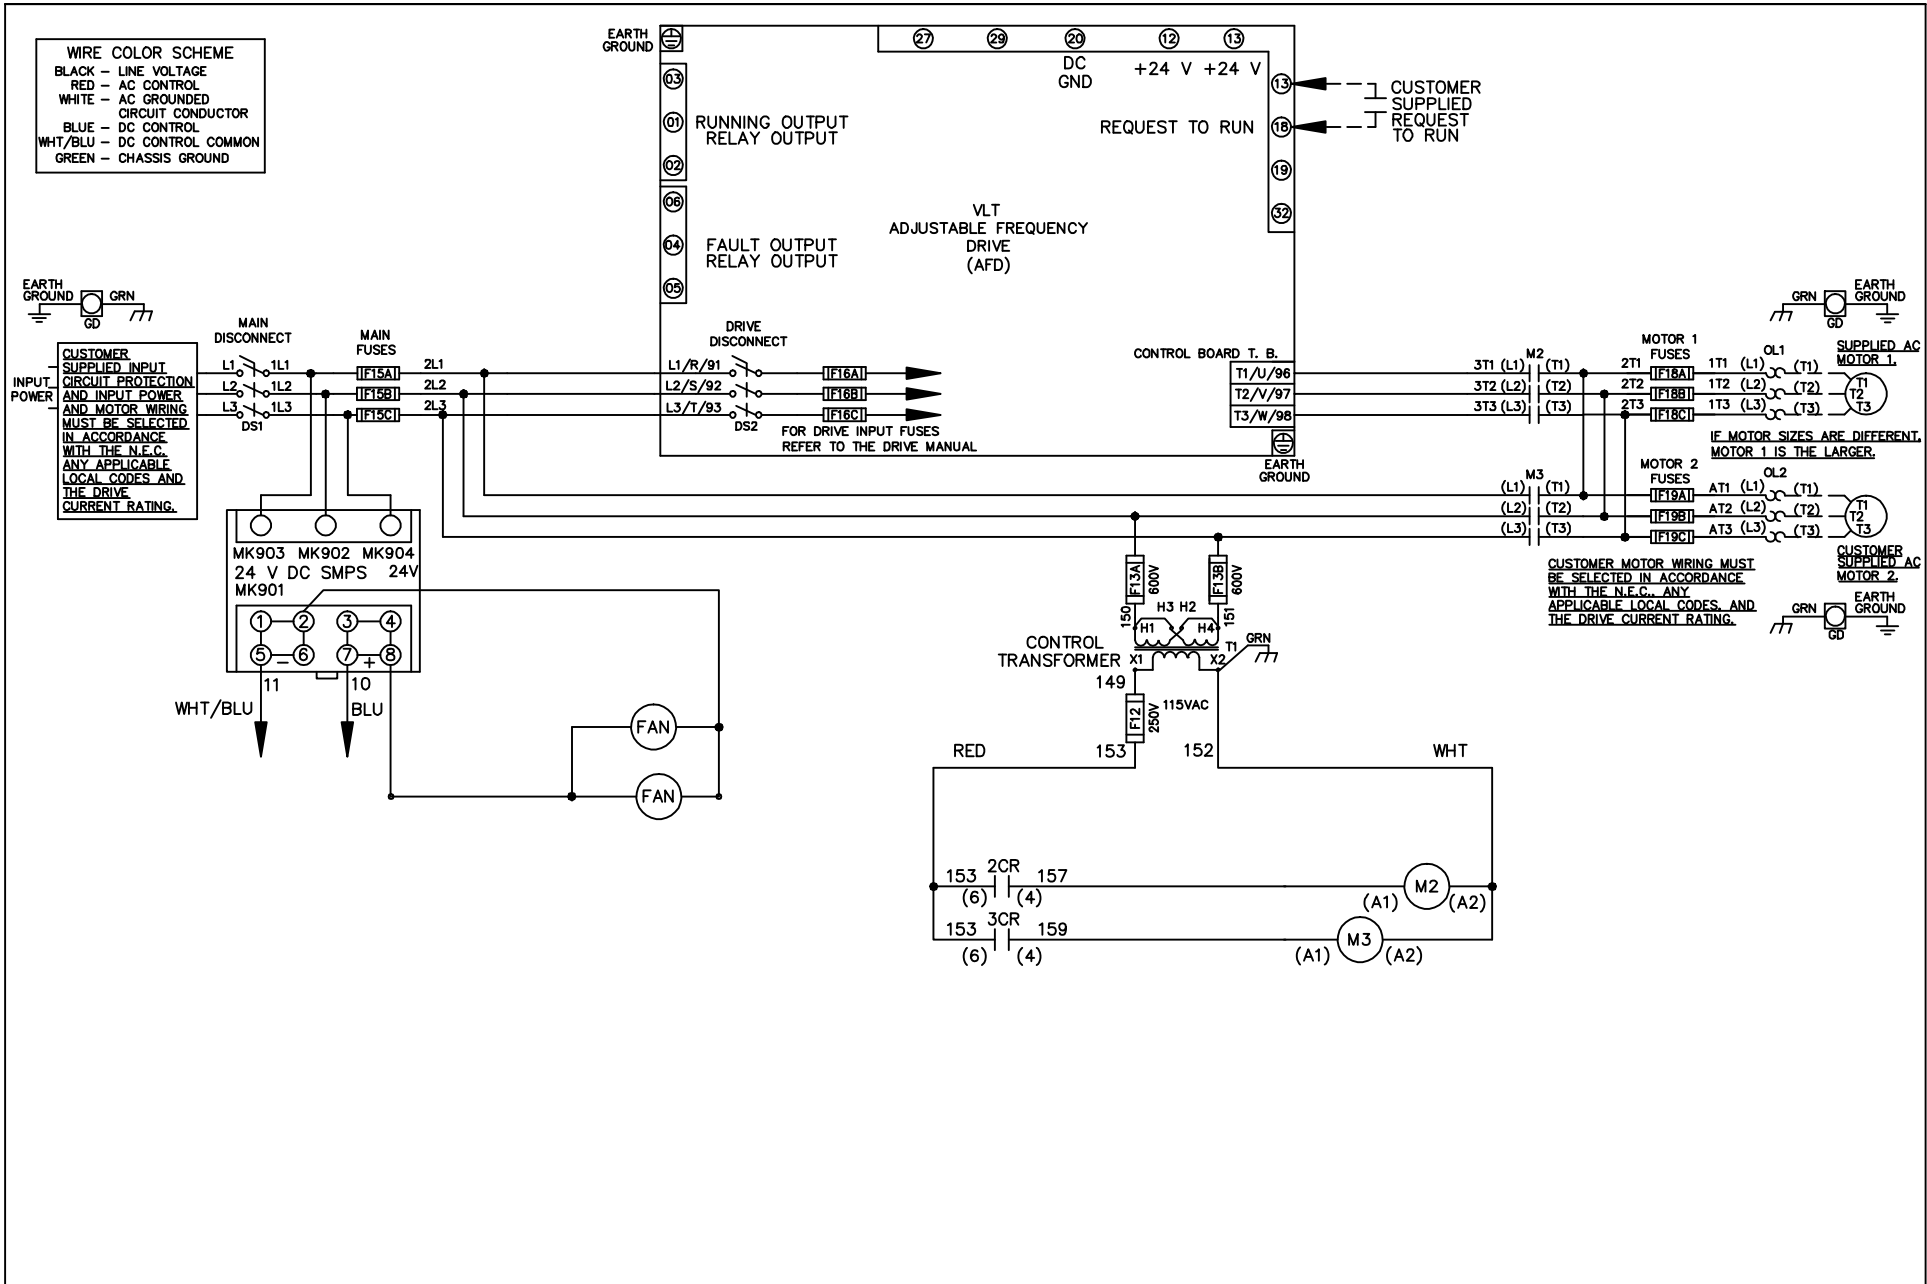 WIRE COLOR SCHEME
BLACK – LINE VOLTAGE
RED – AC CONTROL
WHITE – AC GROUNDED
CIRCUIT CONDUCTOR
BLUE – DC CONTROL
WHT/BLU – DC CONTROL COMMON
GREEN – CHASSIS GROUND
EARTH
GROUND
03
01
02
RUNNING OUTPUT
RELAY OUTPUT
06
04
05
FAULT OUTPUT
RELAY OUTPUT
27 29 20 12 13
DC
GND
+24 V +24 V
13
18
19
32
REQUEST TO RUN
CUSTOMER
SUPPLIED
REQUEST
TO RUN
VLT
ADJUSTABLE FREQUENCY
DRIVE
(AFD)
EARTH
GROUND
GRN
GD
INPUT
POWER
CUSTOMER
SUPPLIED INPUT
CIRCUIT PROTECTION
AND INPUT POWER
AND MOTOR WIRING
MUST BE SELECTED
IN ACCORDANCE
WITH THE N.E.C.
ANY APPLICABLE
LOCAL CODES AND
THE DRIVE
CURRENT RATING.
MAIN
DISCONNECT
L1 1L1
L2 1L2
L3 1L3
DS1
MAIN
FUSES
F15A
F15B
F15C
2L1
2L2
2L3
DRIVE
DISCONNECT
L1/R/91
L2/S/92
L3/T/93
DS2
F16A
F16B
F16C
FOR DRIVE INPUT FUSES
REFER TO THE DRIVE MANUAL
CONTROL BOARD T. B.
T1/U/96
T2/V/97
T3/W/98
EARTH
GROUND
M2
3T1 (L1) (T1)
3T2 (L2) (T2)
3T3 (L3) (T3)
MOTOR 1
FUSES
2T1 F18A 1T1 (L1)
2T2 F18B 1T2 (L2)
2T3 F18C 1T3 (L3)
OL1
(T1)
(T2)
(T3)
T1
T2
T3
GRN
GD
EARTH
GROUND
SUPPLIED AC
MOTOR 1.
IF MOTOR SIZES ARE DIFFERENT,
MOTOR 1 IS THE LARGER.
M3
(L1) (T1)
(L2) (T2)
(L3) (T3)
MOTOR 2
FUSES
F19A AT1 (L1)
F19B AT2 (L2)
F19C AT3 (L3)
OL2
(T1)
(T2)
(T3)
T1
T2
T3
CUSTOMER
SUPPLIED AC
MOTOR 2.
CUSTOMER MOTOR WIRING MUST
BE SELECTED IN ACCORDANCE
WITH THE N.E.C., ANY
APPLICABLE LOCAL CODES, AND
THE DRIVE CURRENT RATING.
GRN
GD
EARTH
GROUND
MK903 MK902 MK904
24 V DC SMPS 24V
MK901
1 2 3 4
5 – 6 7 + 8
11
10
WHT/BLU
BLU
FAN
FAN
F13A
600V
F13B
600V
150
151
H3 H2
H1 H4
CONTROL
TRANSFORMER
X1 X2
T1
GRN
149
F12
250V
115VAC
RED
153
152
WHT
153 2CR 157
(6) (4)
M2
(A1) (A2)
153 3CR 159
(6) (4)
M3
(A1) (A2)